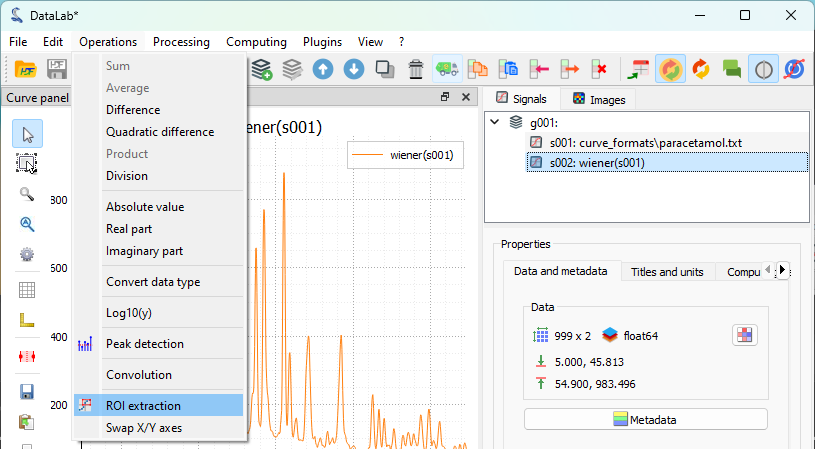 DataLab*
File Edit Operations Processing Computing Plugins View ?
Curve panel
Sum
Average
Difference
Quadratic difference
Product
Division
Absolute value
Real part
Imaginary part
Convert data type
Log10(y)
Peak detection
Convolution
ROI extraction
Swap X/Y axes
iener(s001)
wiener(s001)
800
600
400
200
Signals Images
g001:
s001: curve_formats\paracetamol.txt
s002: wiener(s001)
Properties
Data and metadata Titles and units Compu
Data
999 x 2 float64
5.000, 45.813
54.900, 983.496
Metadata